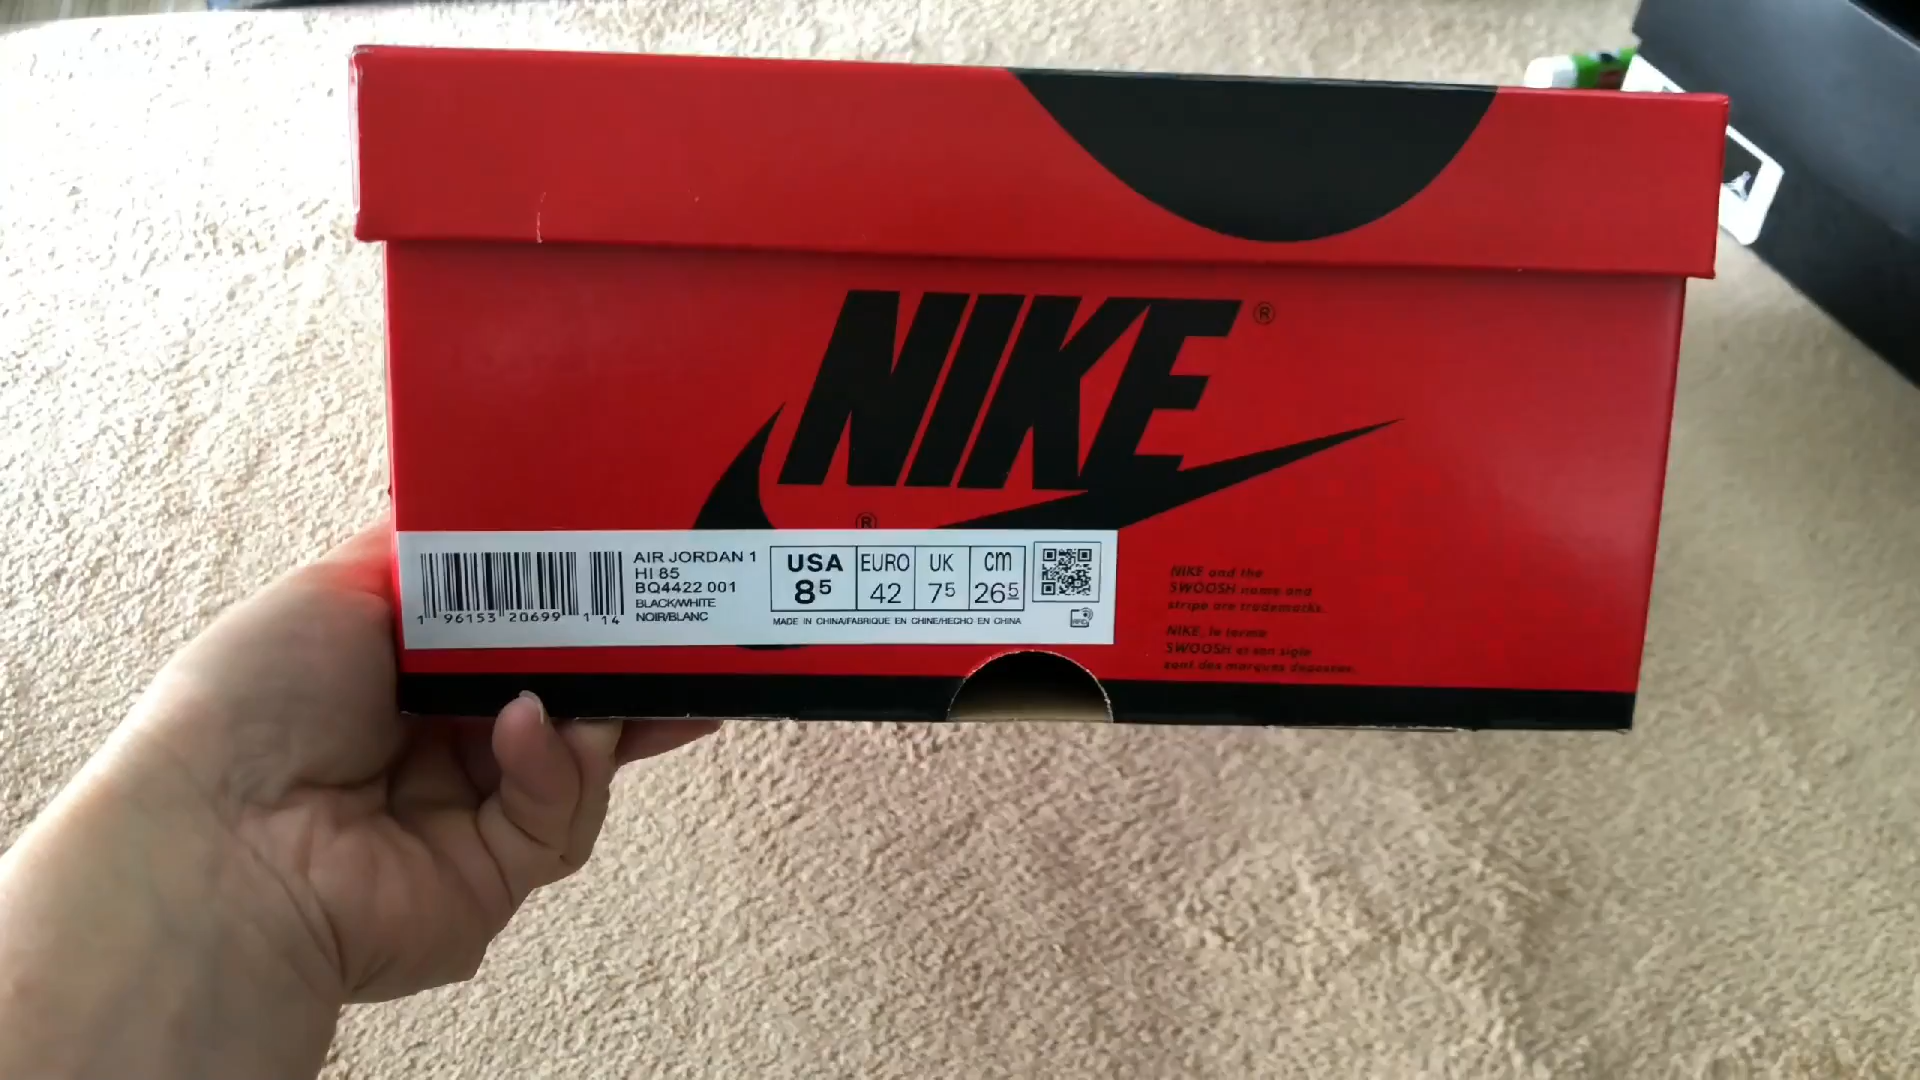 NIKE ®
®
AIR JORDAN 1
HI 85
BQ4422 001
BLACK/WHITE
NOIR/BLANC
1 96153 20699 1 14
USA EURO UK cm
8⁵ 42 7⁵ 26⁵
MADE IN CHINA/FABRIQUE EN CHINE/HECHO EN CHINA
NIKE and the
SWOOSH name and
stripe are trademarks.
NIKE, le terme
SWOOSH et son sigle
sont des marques deposees.